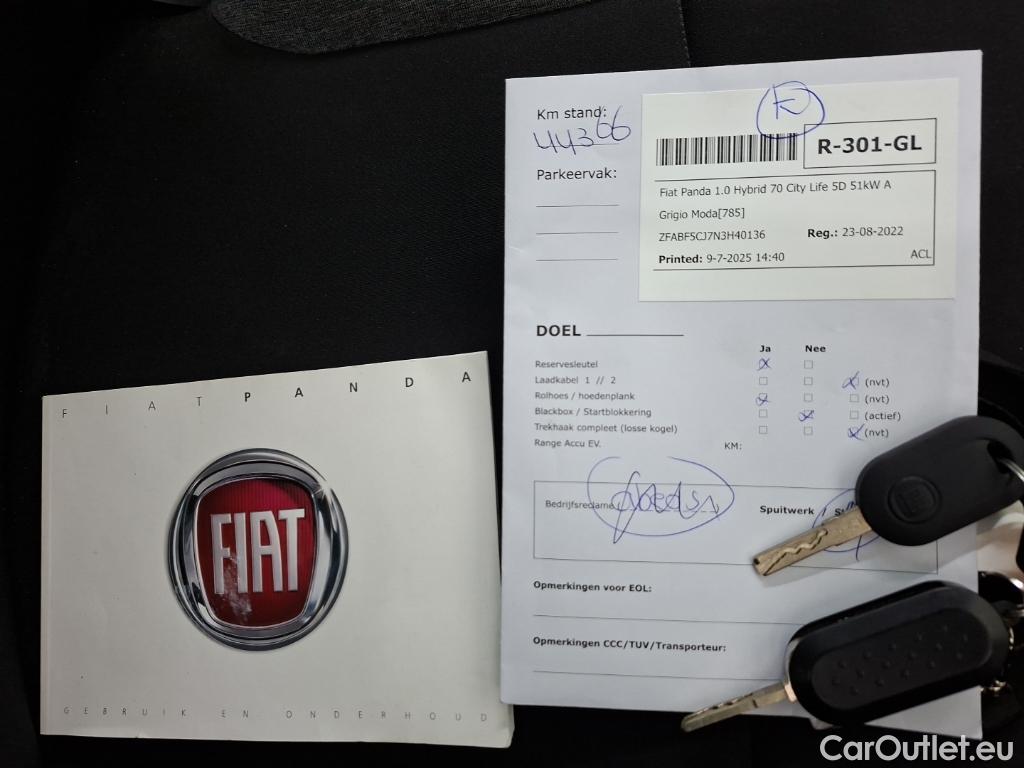 FIAT PANDA
FIAT
GEBRUIK EN ONDERHOUD
Km stand:
44366
Parkeervak:
R-301-GL
Fiat Panda 1.0 Hybrid 70 City Life 5D 51kW A
Grigio Moda[785]
ZFABF5CJ7N3H40136 Reg.: 23-08-2022
Printed: 9-7-2025 14:40 ACL
DOEL
Ja Nee
Reservesleutel
Laadkabel 1 // 2 (nvt)
Rolhoes / hoedenplank (nvt)
Blackbox / Startblokkering (actief)
Trekhaak compleet (losse kogel) (nvt)
Range Accu EV. KM:
Bedrijfsreclame Spuitwerk
Opmerkingen voor EOL:
Opmerkingen CCC/TUV/Transporteur:
CarOutlet.eu